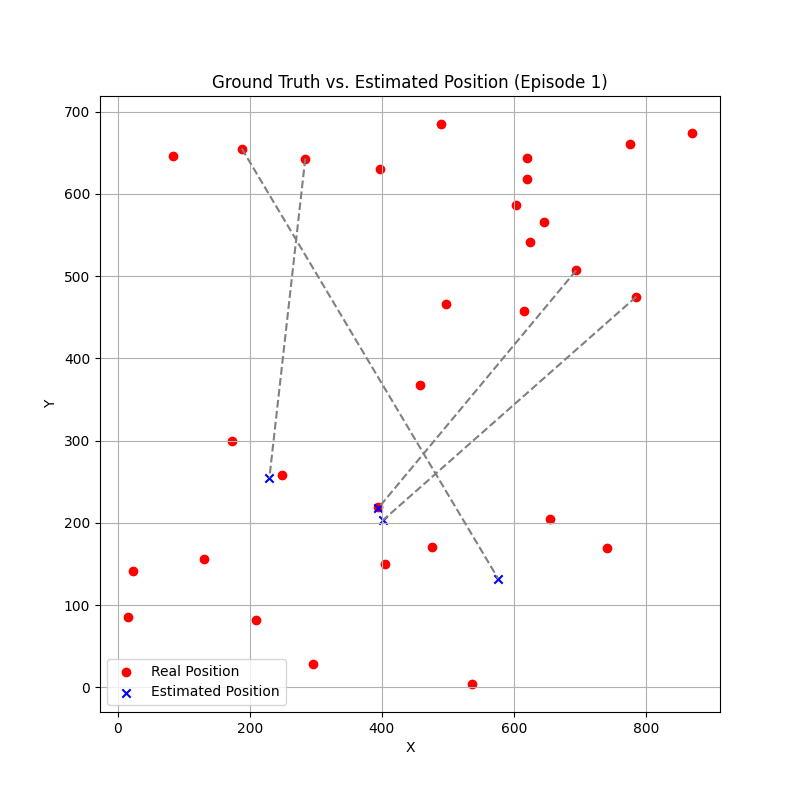 Ground Truth vs. Estimated Position (Episode 1)
700
600
500
400
300
200
100
0
Y
Real Position
Estimated Position
0 200 400 600 800
X